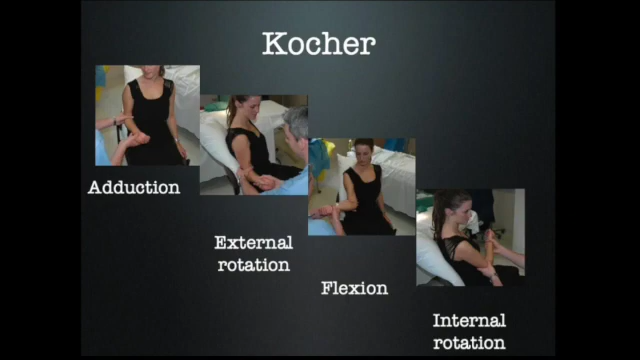 Kocher
Adduction
External
rotation
Flexion
Internal
rotation